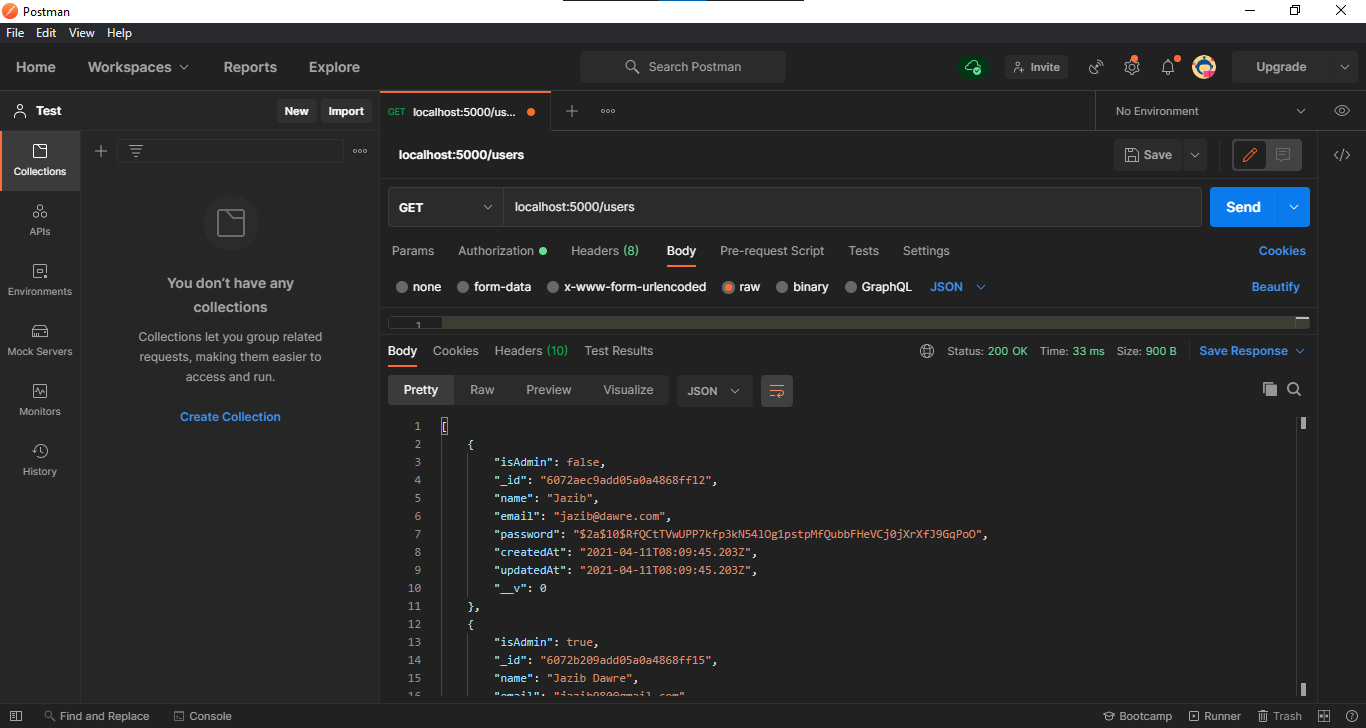 Postman
File Edit View Help
Home Workspaces Reports Explore Search Postman Invite Upgrade
Test New Import
GET localhost:5000/us... No Environment
localhost:5000/users Save
GET localhost:5000/users Send
Params Authorization Headers (8) Body Pre-request Script Tests Settings Cookies
none form-data x-www-form-urlencoded raw binary GraphQL JSON Beautify
1
Body Cookies Headers (10) Test Results Status: 200 OK Time: 33 ms Size: 900 B Save Response
Pretty Raw Preview Visualize JSON
Collections
APIs
Environments
Mock Servers
Monitors
History
You don't have any
collections
Collections let you group related
requests, making them easier to
access and run.
Create Collection
1 [
2 {
3 "isAdmin": false,
4 "_id": "6072aec9add05a0a4868ff12",
5 "name": "Jazib",
6 "email": "jazib@dawre.com",
7 "password": "$2a$10$RfQCtTVwUPP7kfp3kN54lOg1pstpMfQubbFHeVCj0jXrXfJ9GqPoO",
8 "createdAt": "2021-04-11T08:09:45.203Z",
9 "updatedAt": "2021-04-11T08:09:45.203Z",
10 "__v": 0
11 },
12 {
13 "isAdmin": true,
14 "_id": "6072b209add05a0a4868ff15",
15 "name": "Jazib Dawre",
16 "email":
Find and Replace Console Bootcamp Runner Trash